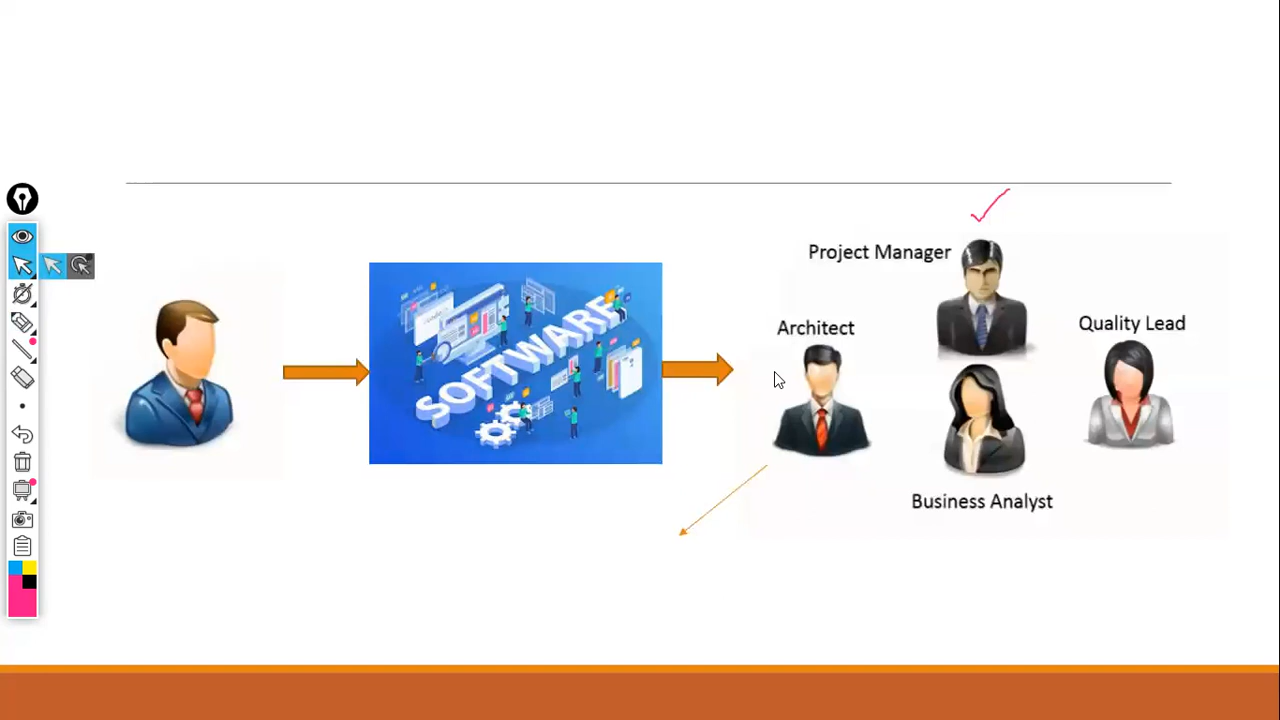 Project Manager
Architect
Quality Lead
SOFTWARE
Business Analyst